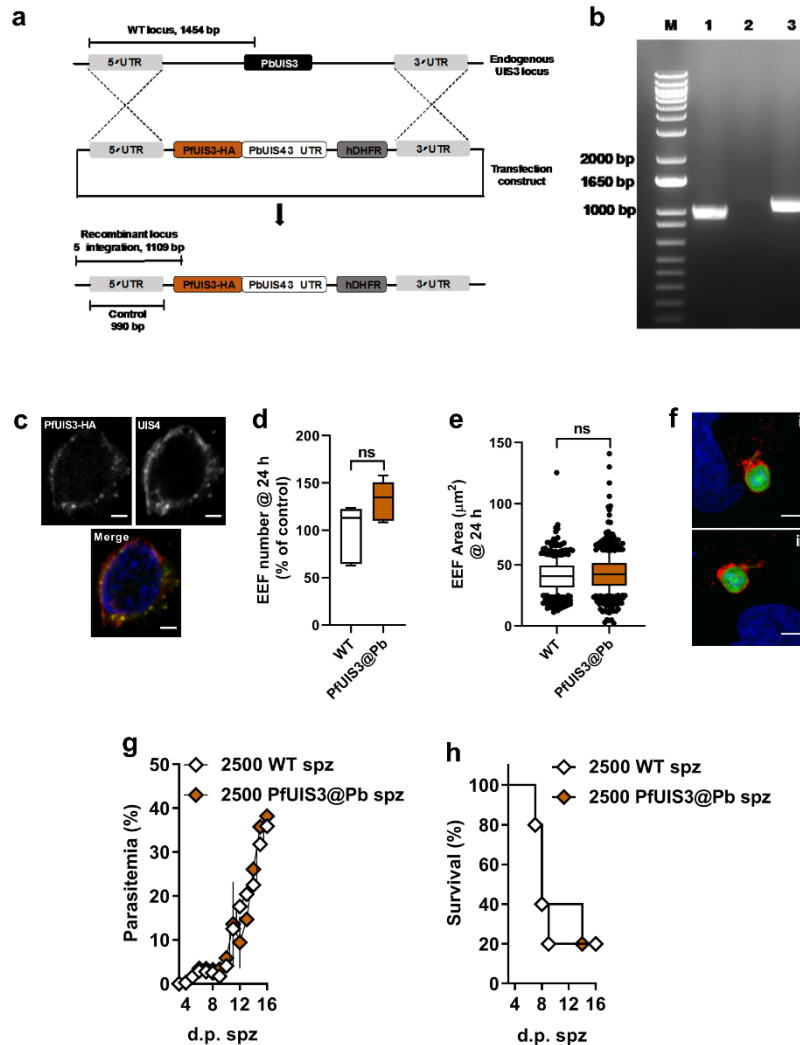 a
WT locus, 1454 bp
5′ UTR
PbUIS3
3′ UTR
Endogenous
UIS3 locus
5′ UTR
PfUIS3-HA
PbUIS4 3 UTR
hDHFR
3′ UTR
Transfection
construct
Recombinant locus
5 integration, 1109 bp
5′ UTR
PfUIS3-HA
PbUIS4 3 UTR
hDHFR
3′ UTR
Control
990 bp
b
M 1 2 3
2000 bp
1650 bp
1000 bp
c
PfUIS3-HA
UIS4
Merge
d
EEF number @ 24 h
(% of control)
200
150
100
50
0
ns
WT
PfUIS3@Pb
e
EEF Area (μm²)
@ 24 h
150
100
50
0
ns
WT
PfUIS3@Pb
f
i
g
2500 WT spz
2500 PfUIS3@Pb spz
Parasitemia (%)
50
40
30
20
10
0
4 8 12 16
d.p. spz
h
2500 WT spz
2500 PfUIS3@Pb spz
Survival (%)
100
80
60
40
20
0
4 8 12 16
d.p. spz